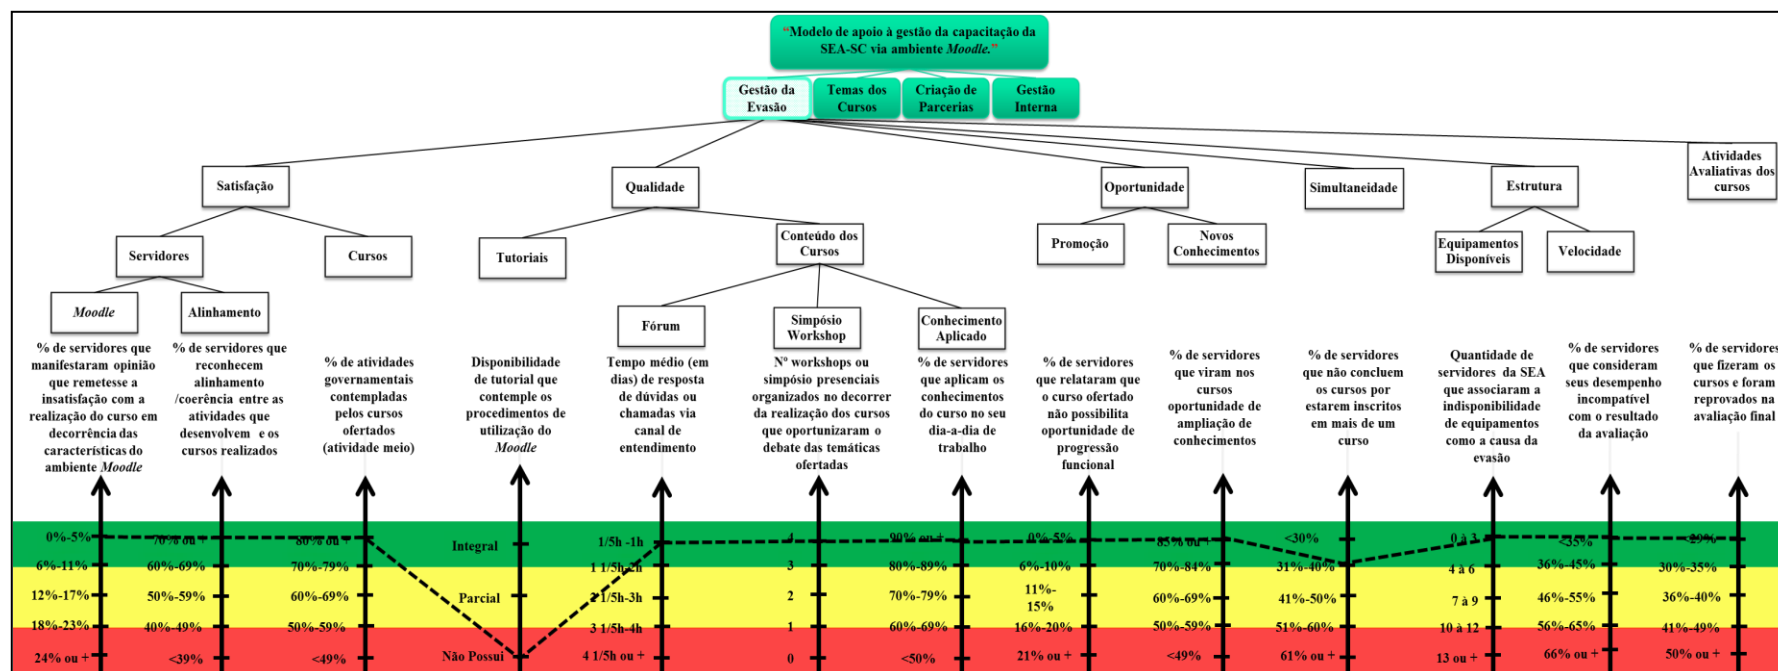 “Modelo de apoio à gestão da capacitação da
SEA-SC via ambiente Moodle.”
Gestão da
Evasão
Temas dos
Cursos
Criação de
Parcerias
Gestão
Interna
Satisfação
Qualidade
Oportunidade
Simultaneidade
Estrutura
Atividades
Avaliativas dos
cursos
Servidores
Cursos
Tutoriais
Conteúdo dos
Cursos
Promoção
Novos
Conhecimentos
Equipamentos
Disponíveis
Velocidade
Moodle
Alinhamento
Fórum
Simpósio
Workshop
Conhecimento
Aplicado
% de servidores que
manifestaram opinião
que remetesse a
insatisfação com a
realização do curso em
decorrência das
características do
ambiente Moodle
% de servidores que
reconhecem
alinhamento
/coerência entre as
atividades que
desenvolvem e os
cursos realizados
% de atividades
governamentais
contempladas
pelos cursos
ofertados
(atividade meio)
Disponibilidade
de tutorial que
contemple os
procedimentos de
utilização do
Moodle
Tempo médio (em
dias) de resposta
de dúvidas ou
chamadas via
canal de
entendimento
Nº workshops ou
simpósio presenciais
organizados no decorrer
da realização dos cursos
que oportunizaram o
debate das temáticas
ofertadas
% de servidores
que aplicam os
conhecimentos
do curso no seu
dia-a-dia de
trabalho
% de servidores
que relataram que
o curso ofertado
não possibilita
oportunidade de
progressão
funcional
% de servidores
que viram nos
cursos
oportunidade de
ampliação de
conhecimentos
% de servidores
que não concluem
os cursos por
estarem inscritos
em mais de um
curso
Quantidade de
servidores da SEA
que associaram a
indisponibilidade
de equipamentos
como a causa da
evasão
% de servidores
que consideram
seus desempenho
incompatível
com o resultado
da avaliação
% de servidores
que fizeram os
cursos e foram
reprovados na
avaliação final
0%-5%
70% ou +
80% ou +
Integral
1/5h -1h
4
90% ou +
0%-5%
85% ou +
<30%
0 à 3
<35%
<29%
6%-11%
60%-69%
70%-79%
1 1/5h-2h
3
80%-89%
6%-10%
70%-84%
31%-40%
4 à 6
36%-45%
30%-35%
12%-17%
50%-59%
60%-69%
Parcial
2 1/5h-3h
2
70%-79%
11%-
15%
60%-69%
41%-50%
7 à 9
46%-55%
36%-40%
18%-23%
40%-49%
50%-59%
3 1/5h-4h
1
60%-69%
16%-20%
50%-59%
51%-60%
10 à 12
56%-65%
41%-49%
24% ou +
<39%
<49%
Não Possui
4 1/5h ou +
0
<50%
21% ou +
<49%
61% ou +
13 ou +
66% ou +
50% ou +